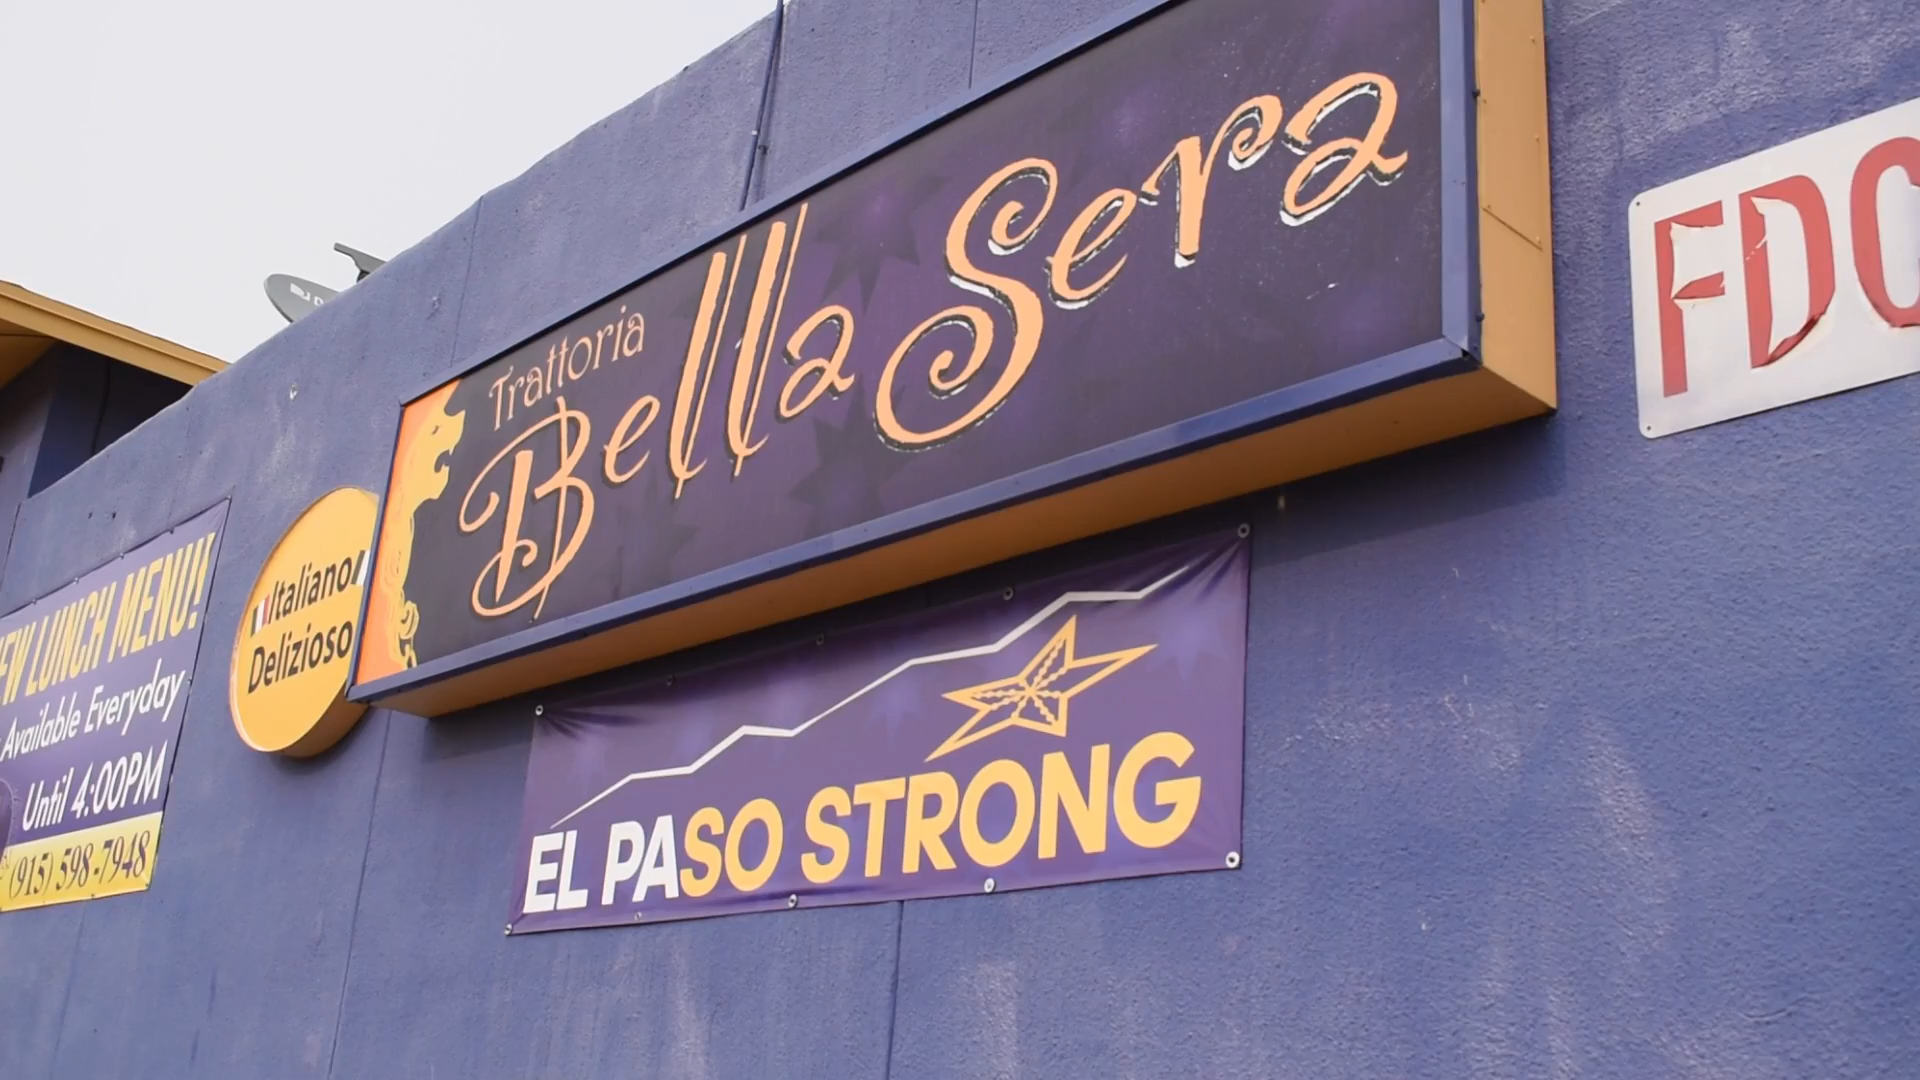 Trattoria
Bella Sera
Italiano
Delizioso
LUNCH MENU!
Available Everyday
Until 4:00PM
(915) 598-7948
EL PASO STRONG
FDC